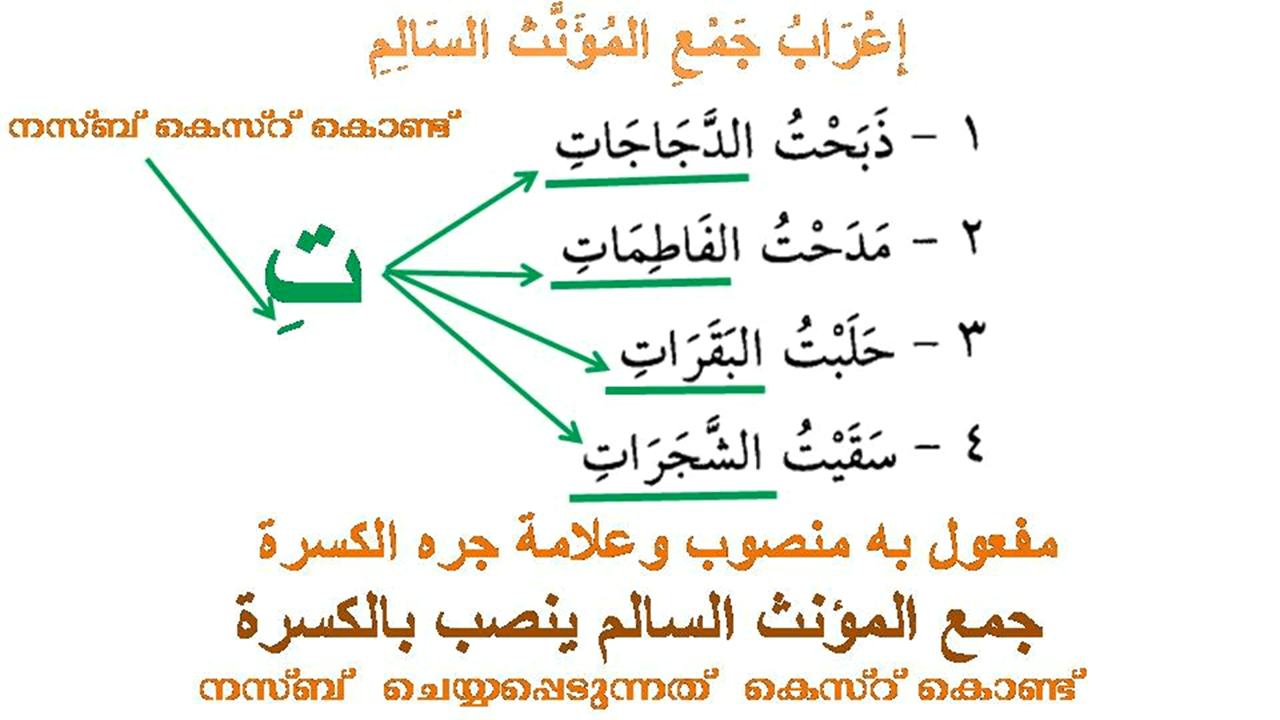 إِعْرَابُ جَمْعِ المُؤَنَّثُ السَالِمِ
നസ്ബ് കെസ്റ് കൊണ്ട്
١ - ذَبَحْتُ الدَّجَاجَاتِ
٢ - مَدَحْتُ الفَاطِمَاتِ
تِ
٣ - حَلَبْتُ البَقَرَاتِ
٤ - سَقَيْتُ الشَّجَرَاتِ
مفعول به منصوب وعلامة جره الكسرة
جمع المؤنث السالم ينصب بالكسرة
നസ്ബ് ചെയ്യപ്പെടുന്നത് കെസ്റ് കൊണ്ട്